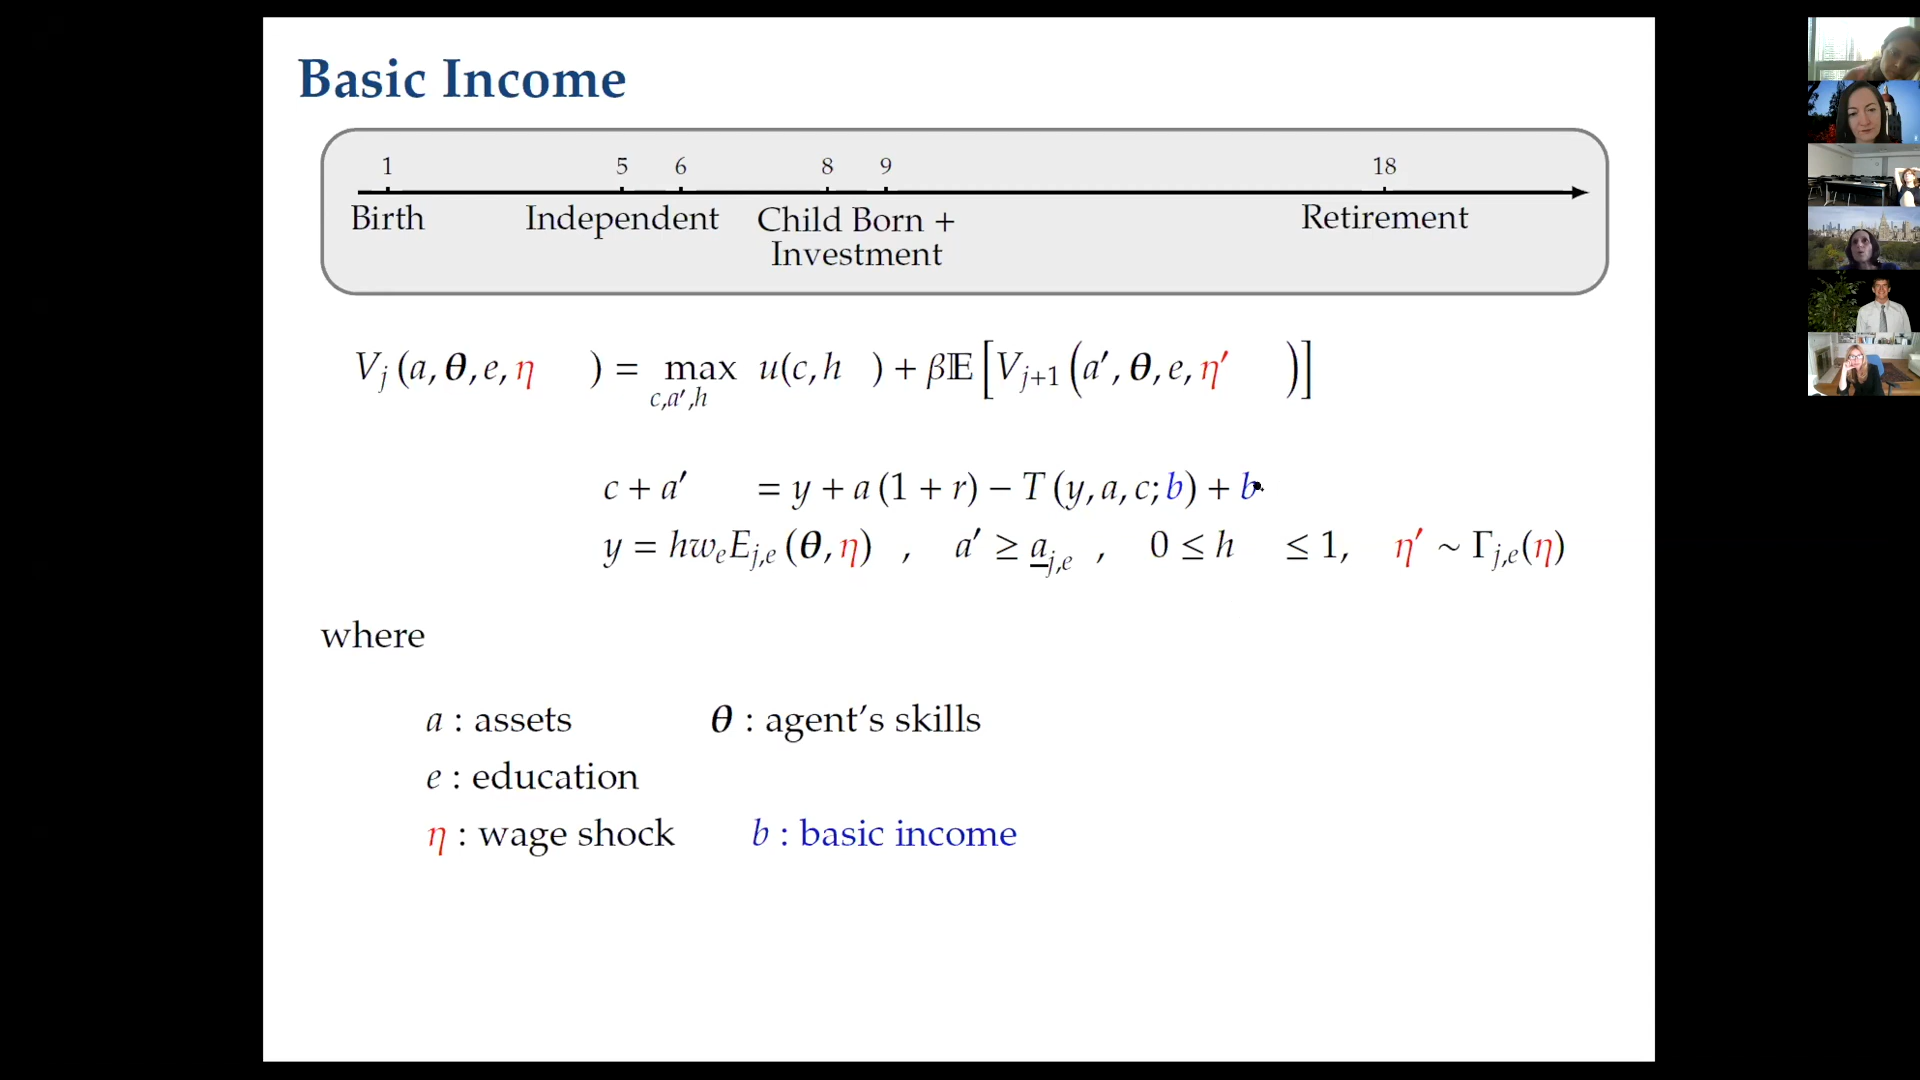 Basic Income
1 5 6 8 9 18
Birth Independent Child Born + Retirement
Investment
V_j (a, θ, e, η ) = max_{c,a′,h} u(c, h ) + β𝔼 [V_{j+1} (a′, θ, e, η′ )]
c + a′ = y + a (1 + r) − T (y, a, c; b) + b
y = hw_e E_{j,e} (θ, η) , a′ ≥ a̲_{j,e} , 0 ≤ h ≤ 1, η′ ∼ Γ_{j,e}(η)
where
a : assets θ : agent's skills
e : education
η : wage shock b : basic income